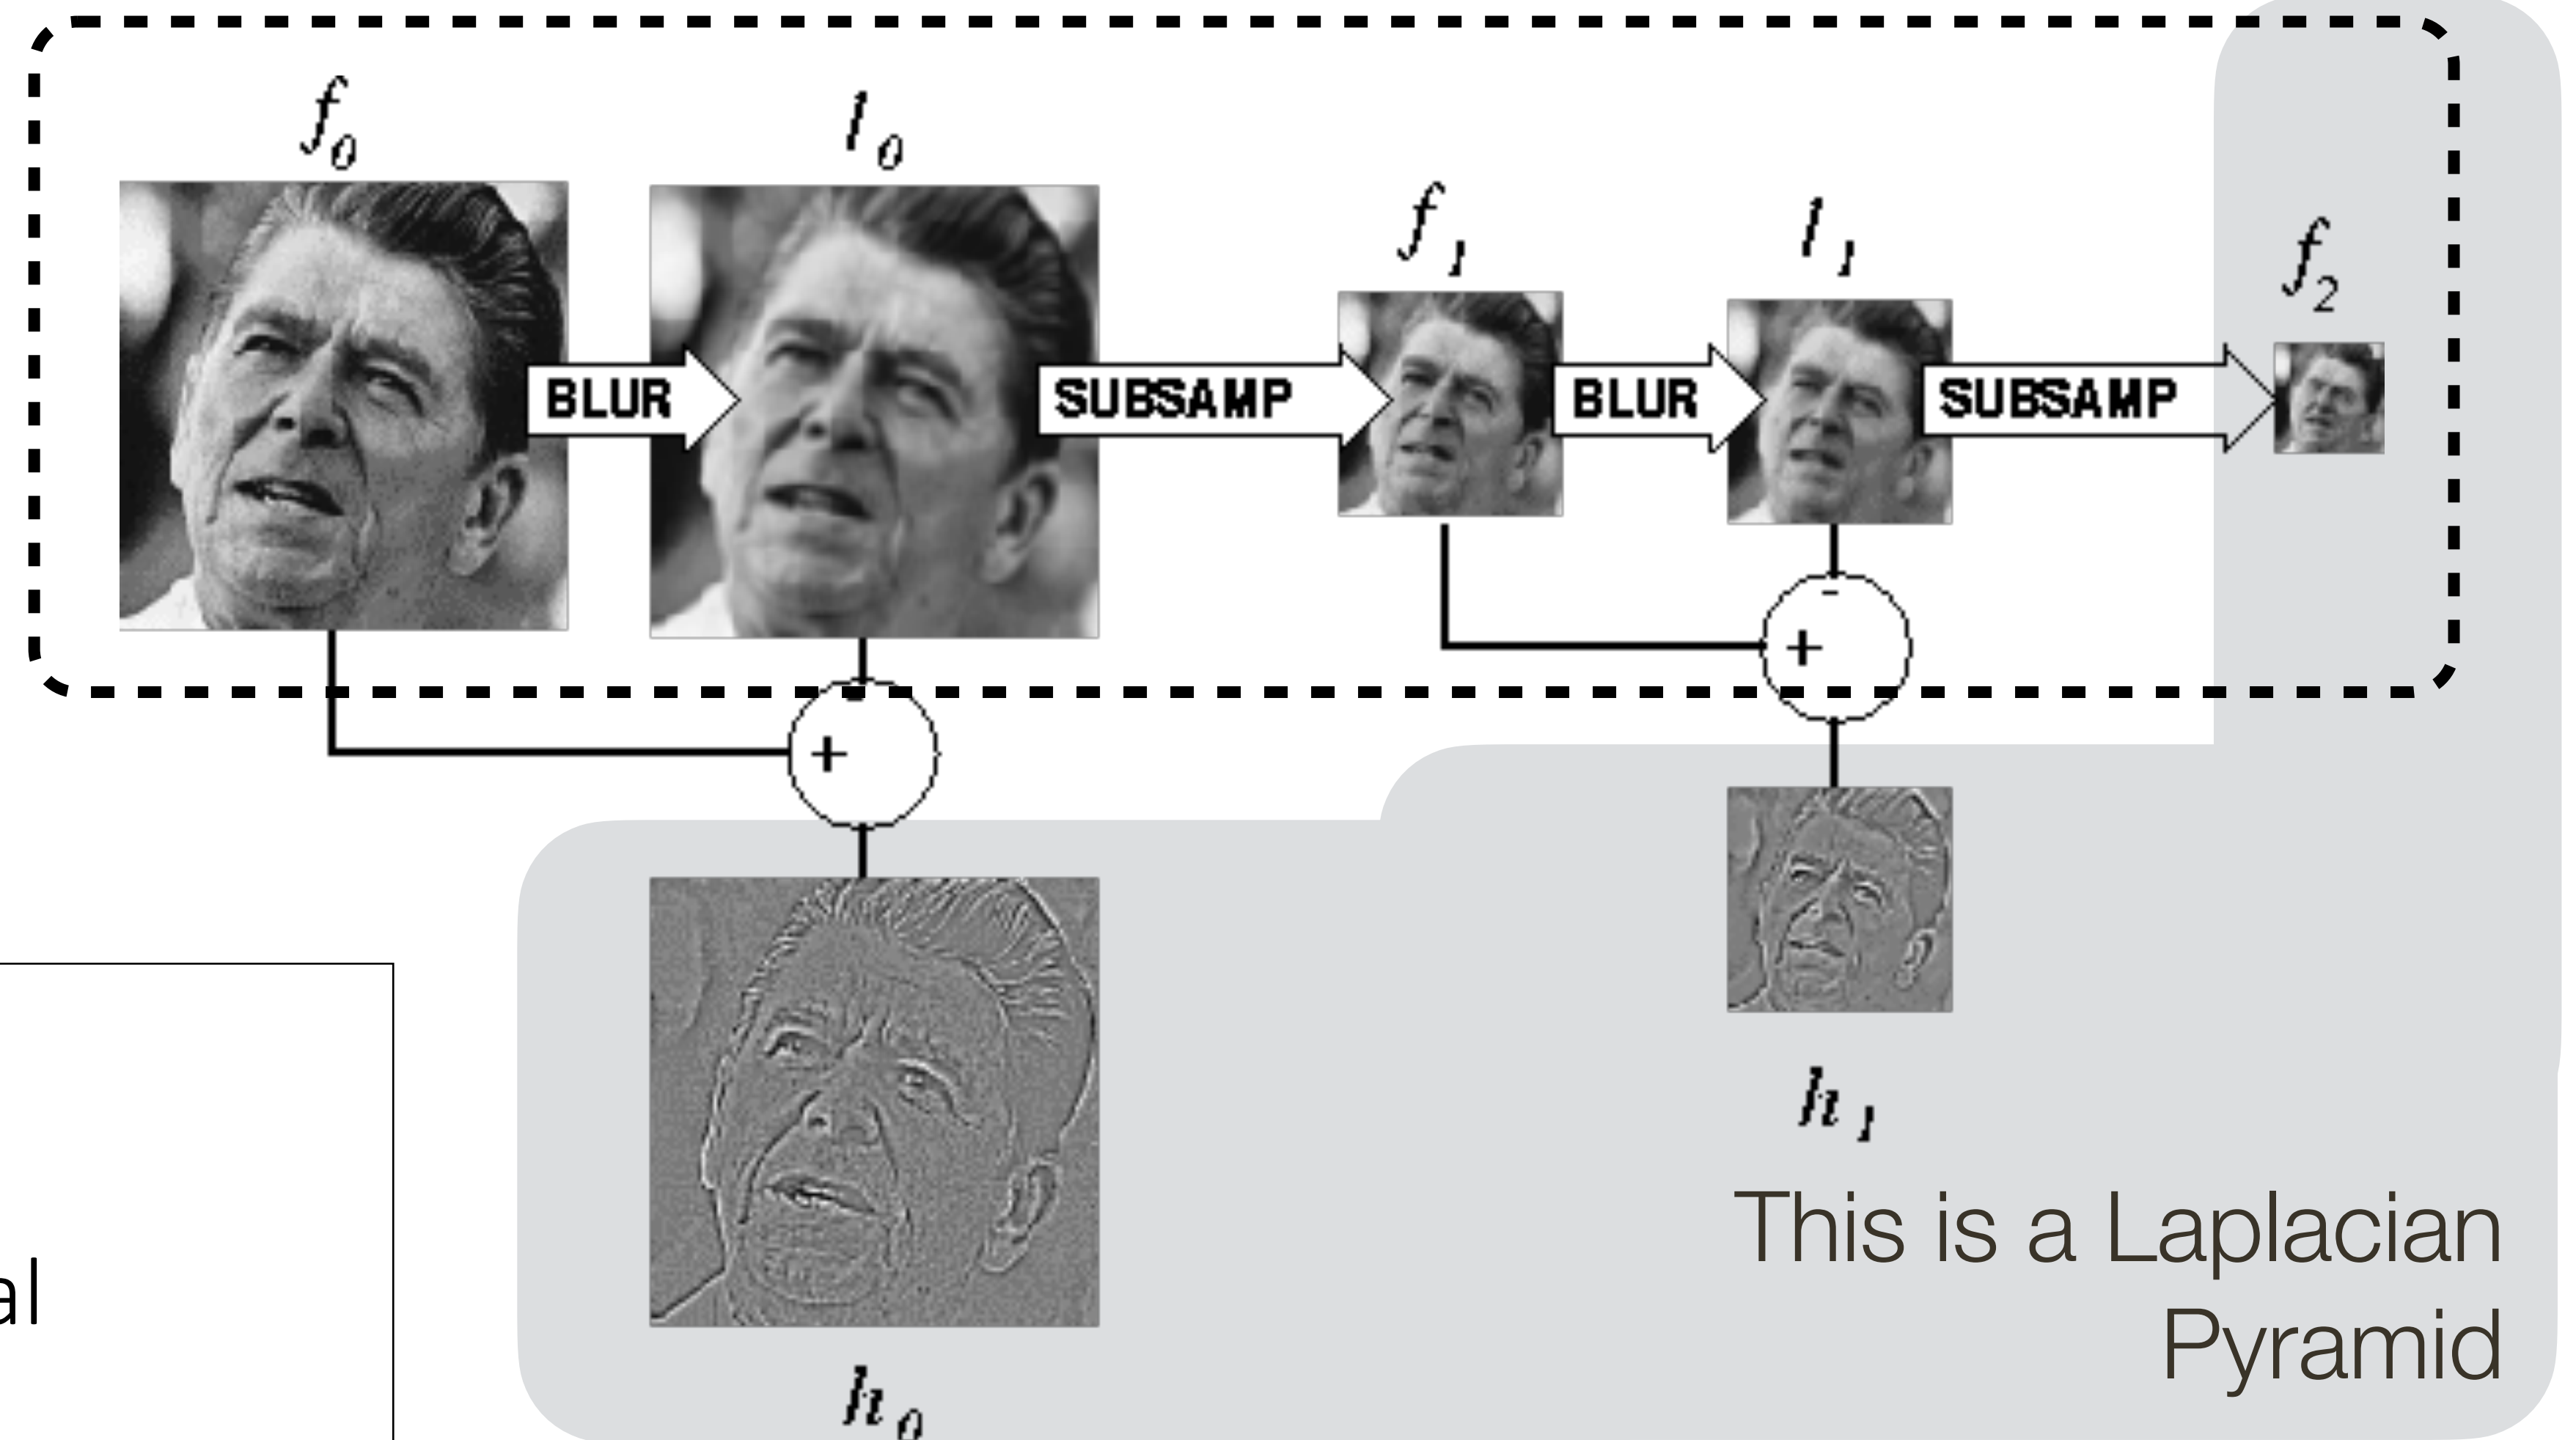 f0
l0
f1
l1
f2
BLUR
SUBSAMP
BLUR
SUBSAMP
-
+
-
+
h1
al
This is a Laplacian
Pyramid
h0